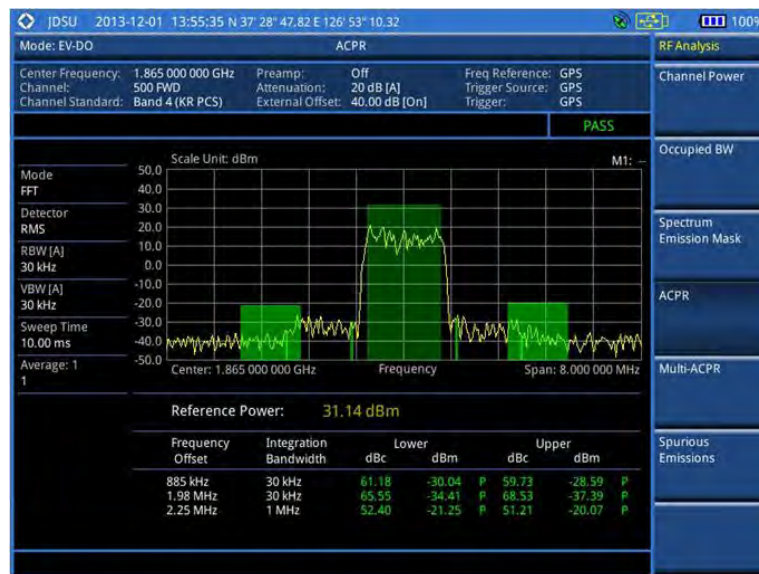 JDSU 2013-12-01 13:55:35 N 37' 28" 47.82 E 126' 53" 10.32 100%
Mode: EV-DO ACPR RF Analysis
Center Frequency: 1.865 000 000 GHz Preamp: Off Freq Reference: GPS
Channel: 500 FWD Attenuation: 20 dB [A] Trigger Source: GPS
Channel Standard: Band 4 (KR PCS) External Offset: 40.00 dB [On] Trigger: GPS
PASS
Scale Unit: dBm M1: --
Mode
FFT
Detector
RMS
RBW [A]
30 kHz
VBW [A]
30 kHz
Sweep Time
10.00 ms
Average: 1
1
50.0
40.0
30.0
20.0
10.0
0.0
-10.0
-20.0
-30.0
-40.0
-50.0
Center: 1.865 000 000 GHz Frequency Span: 8.000 000 MHz
Reference Power: 31.14 dBm
Frequency Integration Lower Upper
Offset Bandwidth dBc dBm dBc dBm
885 kHz 30 kHz 61.18 -30.04 P 59.73 -28.59 P
1.98 MHz 30 kHz 65.55 -34.41 P 68.53 -37.39 P
2.25 MHz 1 MHz 52.40 -21.25 P 51.21 -20.07 P
Channel Power
Occupied BW
Spectrum
Emission Mask
ACPR
Multi-ACPR
Spurious
Emissions